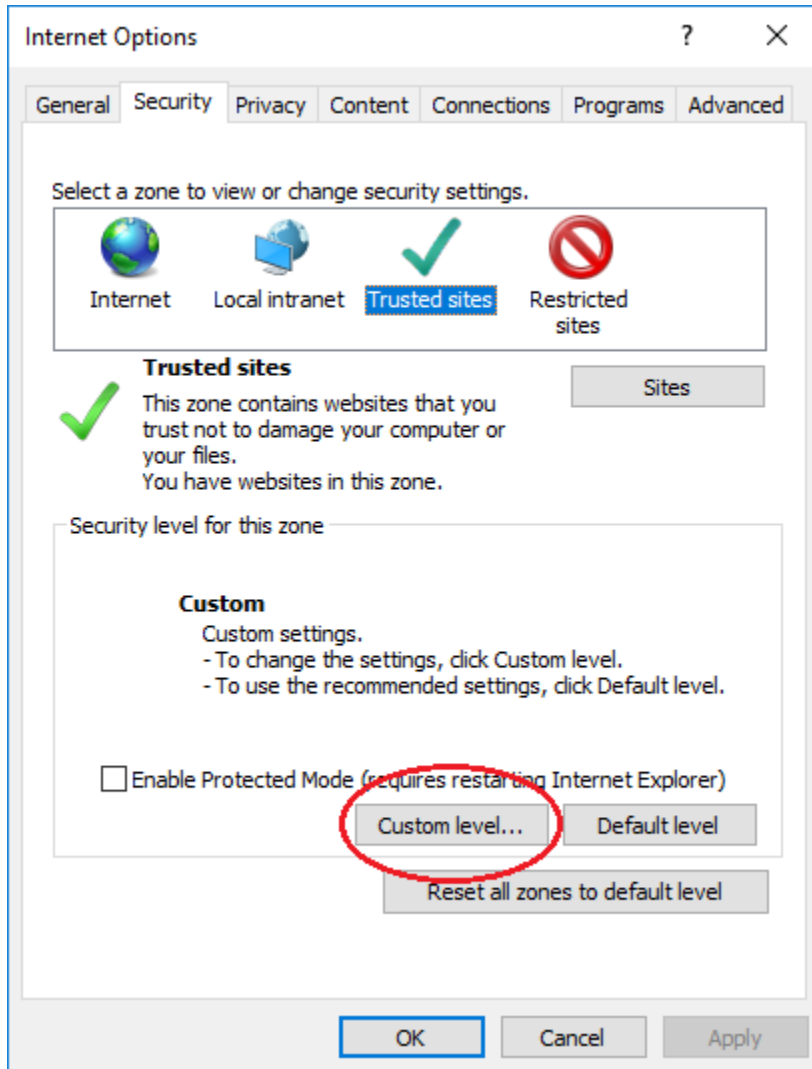 Internet Options
?
General Security Privacy Content Connections Programs Advanced
Select a zone to view or change security settings.
Internet Local intranet Trusted sites Restricted
sites
Trusted sites
Sites
This zone contains websites that you
trust not to damage your computer or
your files.
You have websites in this zone.
Security level for this zone
Custom
Custom settings.
- To change the settings, click Custom level.
- To use the recommended settings, click Default level.
Enable Protected Mode (requires restarting Internet Explorer)
Custom level... Default level
Reset all zones to default level
OK Cancel Apply